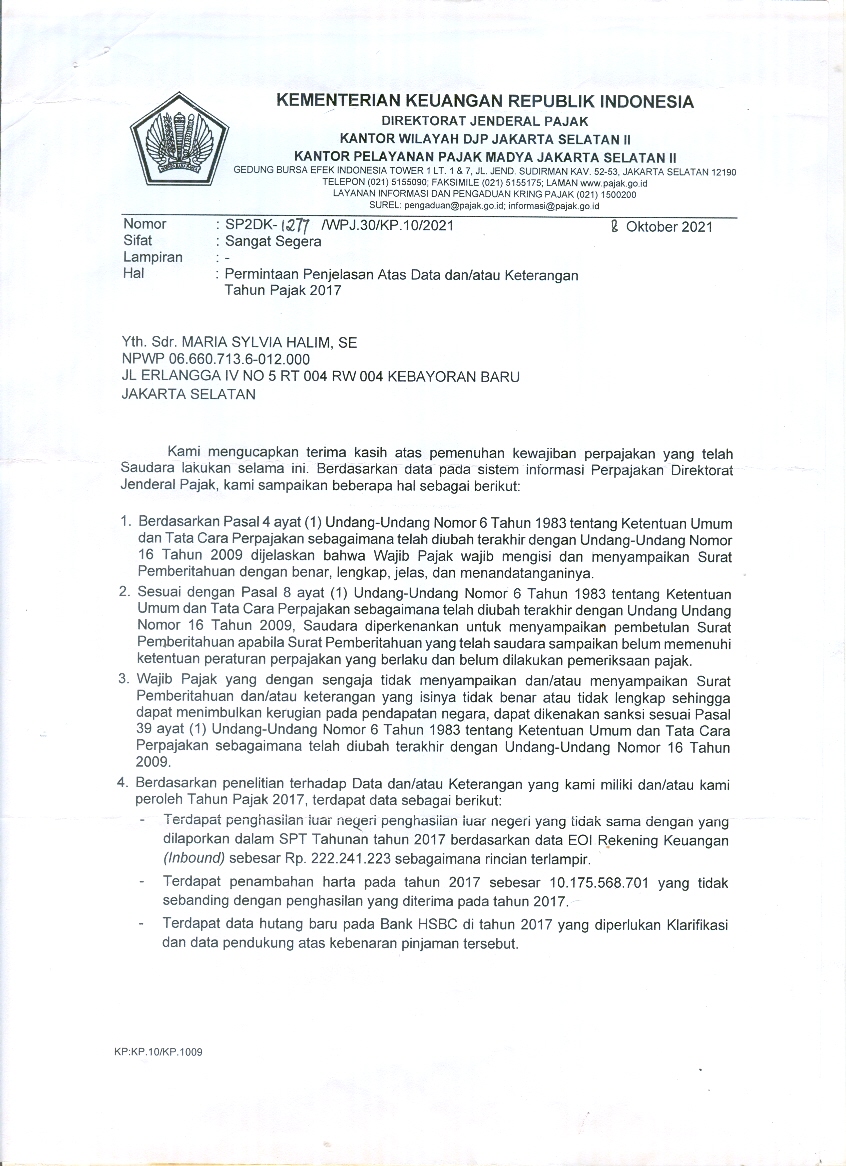 KEMENTERIAN KEUANGAN REPUBLIK INDONESIA
DIREKTORAT JENDERAL PAJAK
KANTOR WILAYAH DJP JAKARTA SELATAN II
KANTOR PELAYANAN PAJAK MADYA JAKARTA SELATAN II
GEDUNG BURSA EFEK INDONESIA TOWER 1 LT. 1 & 7, JL. JEND. SUDIRMAN KAV. 52-53, JAKARTA SELATAN 12190
TELEPON (021) 5155090; FAKSIMILE (021) 5155175; LAMAN www.pajak.go.id
LAYANAN INFORMASI DAN PENGADUAN KRING PAJAK (021) 1500200
SUREL: pengaduan@pajak.go.id; informasi@pajak.go.id
Nomor : SP2DK-1277 /WPJ.30/KP.10/2021 8 Oktober 2021
Sifat : Sangat Segera
Lampiran : -
Hal : Permintaan Penjelasan Atas Data dan/atau Keterangan
Tahun Pajak 2017
Yth. Sdr. MARIA SYLVIA HALIM, SE
NPWP 06.660.713.6-012.000
JL ERLANGGA IV NO 5 RT 004 RW 004 KEBAYORAN BARU
JAKARTA SELATAN
Kami mengucapkan terima kasih atas pemenuhan kewajiban perpajakan yang telah
Saudara lakukan selama ini. Berdasarkan data pada sistem informasi Perpajakan Direktorat
Jenderal Pajak, kami sampaikan beberapa hal sebagai berikut:
1. Berdasarkan Pasal 4 ayat (1) Undang-Undang Nomor 6 Tahun 1983 tentang Ketentuan Umum
dan Tata Cara Perpajakan sebagaimana telah diubah terakhir dengan Undang-Undang Nomor
16 Tahun 2009 dijelaskan bahwa Wajib Pajak wajib mengisi dan menyampaikan Surat
Pemberitahuan dengan benar, lengkap, jelas, dan menandatanganinya.
2. Sesuai dengan Pasal 8 ayat (1) Undang-Undang Nomor 6 Tahun 1983 tentang Ketentuan
Umum dan Tata Cara Perpajakan sebagaimana telah diubah terakhir dengan Undang Undang
Nomor 16 Tahun 2009, Saudara diperkenankan untuk menyampaikan pembetulan Surat
Pemberitahuan apabila Surat Pemberitahuan yang telah saudara sampaikan belum memenuhi
ketentuan peraturan perpajakan yang berlaku dan belum dilakukan pemeriksaan pajak.
3. Wajib Pajak yang dengan sengaja tidak menyampaikan dan/atau menyampaikan Surat
Pemberitahuan dan/atau keterangan yang isinya tidak benar atau tidak lengkap sehingga
dapat menimbulkan kerugian pada pendapatan negara, dapat dikenakan sanksi sesuai Pasal
39 ayat (1) Undang-Undang Nomor 6 Tahun 1983 tentang Ketentuan Umum dan Tata Cara
Perpajakan sebagaimana telah diubah terakhir dengan Undang-Undang Nomor 16 Tahun
2009.
4. Berdasarkan penelitian terhadap Data dan/atau Keterangan yang kami miliki dan/atau kami
peroleh Tahun Pajak 2017, terdapat data sebagai berikut:
- Terdapat penghasilan luar negeri penghasilan luar negeri yang tidak sama dengan yang
dilaporkan dalam SPT Tahunan tahun 2017 berdasarkan data EOI Rekening Keuangan
(Inbound) sebesar Rp. 222.241.223 sebagaimana rincian terlampir.
- Terdapat penambahan harta pada tahun 2017 sebesar 10.175.568.701 yang tidak
sebanding dengan penghasilan yang diterima pada tahun 2017.
- Terdapat data hutang baru pada Bank HSBC di tahun 2017 yang diperlukan Klarifikasi
dan data pendukung atas kebenaran pinjaman tersebut.
KP:KP.10/KP.1009